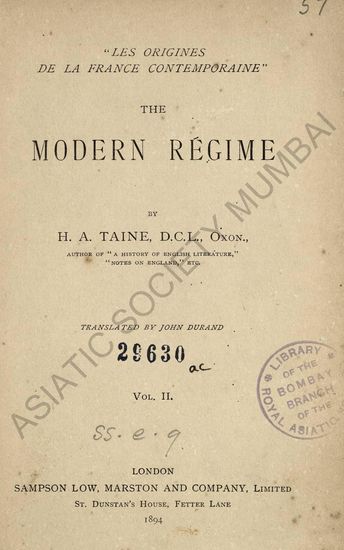 57
"LES ORIGINES
DE LA FRANCE CONTEMPORAINE"
THE
MODERN RÉGIME
BY
H. A. TAINE, D.C.L., OXON.,
AUTHOR OF "A HISTORY OF ENGLISH LITERATURE,"
"NOTES ON ENGLAND," ETC.
TRANSLATED BY JOHN DURAND
29630
ac
VOL. II.
SS. e. 9
LIBRARY
OF THE
BOMBAY
BRANCH
OF THE
ROYAL ASIATIC
LONDON
SAMPSON LOW, MARSTON AND COMPANY, LIMITED
ST. DUNSTAN'S HOUSE, FETTER LANE
1894
ASIATIC SOCIETY MUMBAI